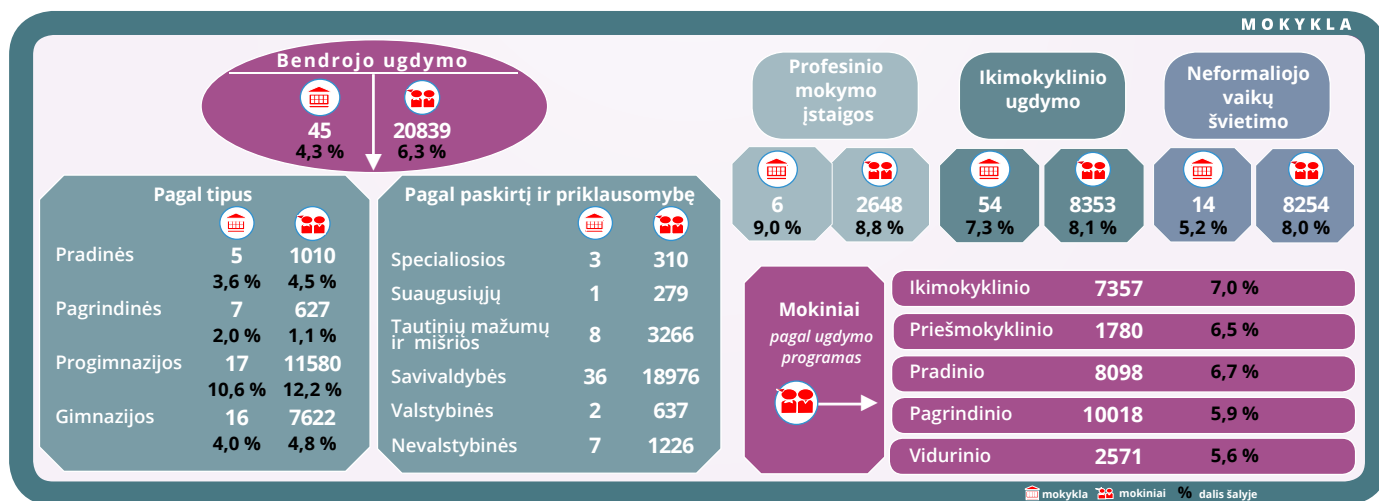 MOKYKLA
Bendrojo ugdymo
45 20839
4,3 % 6,3 %
Pagal tipus
Pradinės 5 1010
3,6 % 4,5 %
Pagrindinės 7 627
2,0 % 1,1 %
Progimnazijos 17 11580
10,6 % 12,2 %
Gimnazijos 16 7622
4,0 % 4,8 %
Pagal paskirtį ir priklausomybę
Specialiosios 3 310
Suaugusiųjų 1 279
Tautinių mažumų
ir mišrios 8 3266
Savivaldybės 36 18976
Valstybinės 2 637
Nevalstybinės 7 1226
Profesinio
mokymo
įstaigos
6 2648
9,0 % 8,8 %
Ikimokyklinio
ugdymo
54 8353
7,3 % 8,1 %
Neformaliojo
vaikų
švietimo
14 8254
5,2 % 8,0 %
Mokiniai
pagal ugdymo
programas
Ikimokyklinio 7357 7,0 %
Priešmokyklinio 1780 6,5 %
Pradinio 8098 6,7 %
Pagrindinio 10018 5,9 %
Vidurinio 2571 5,6 %
mokykla mokiniai % dalis šalyje